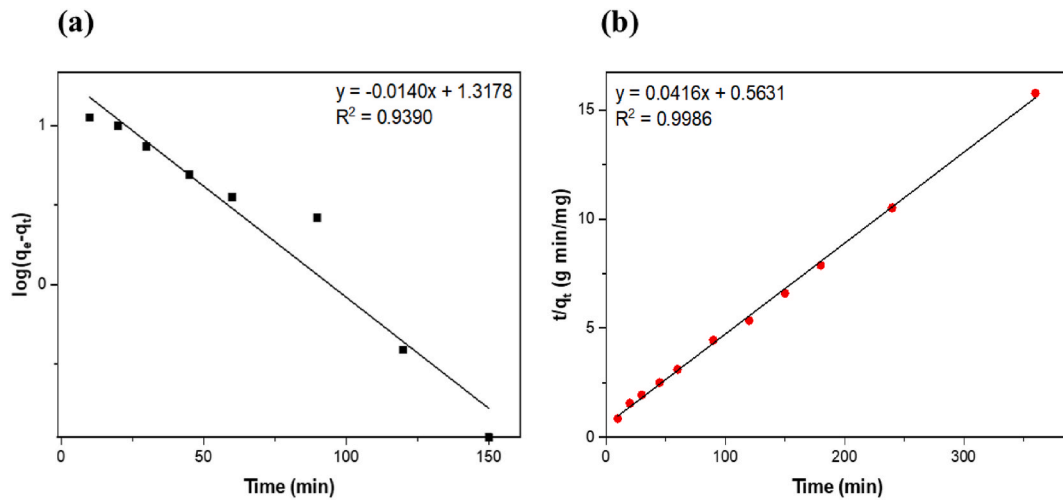 (a)
y = -0.0140x + 1.3178
R² = 0.9390
log(qₑ-qₜ)
1
0
0
50
100
150
Time (min)
(b)
y = 0.0416x + 0.5631
R² = 0.9986
t/qₜ (g min/mg)
15
10
5
0
0
100
200
300
Time (min)